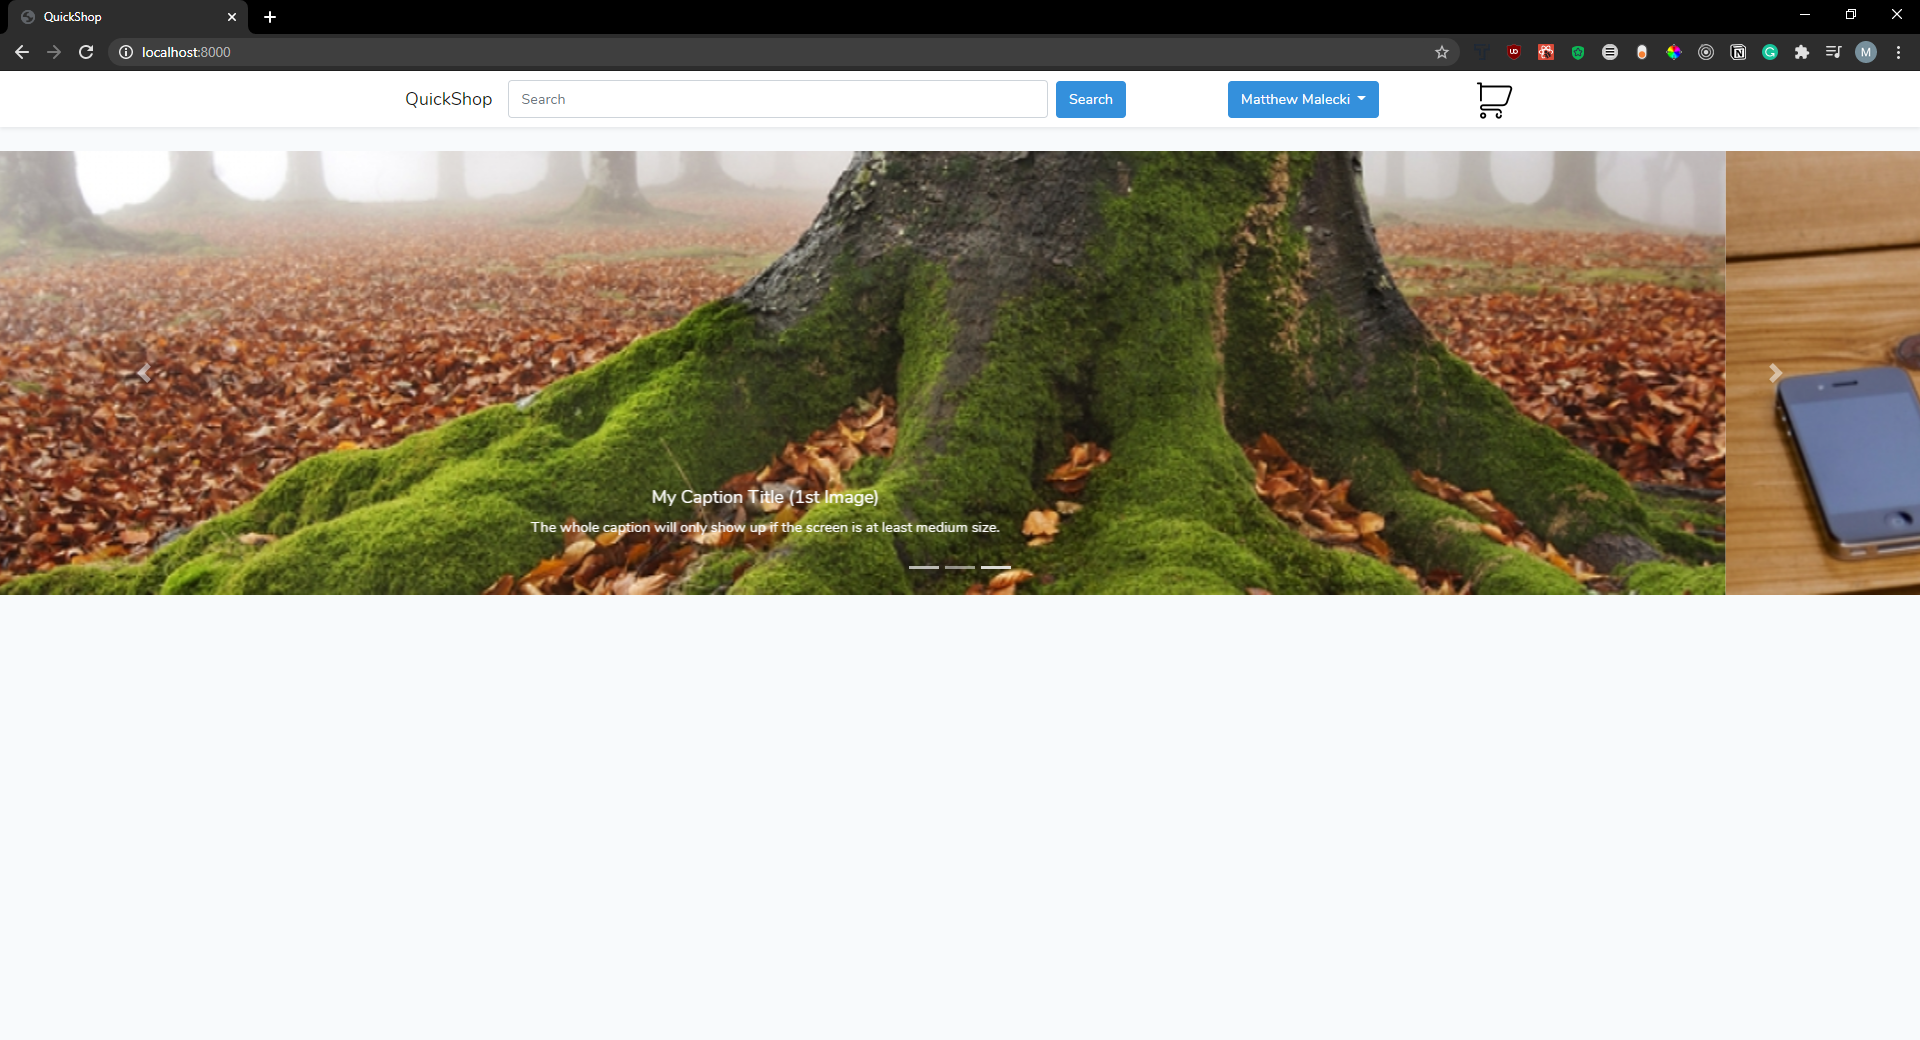 QuickShop
localhost:8000
M
QuickShop
Search
Search
Matthew Malecki
My Caption Title (1st Image)
The whole caption will only show up if the screen is at least medium size.